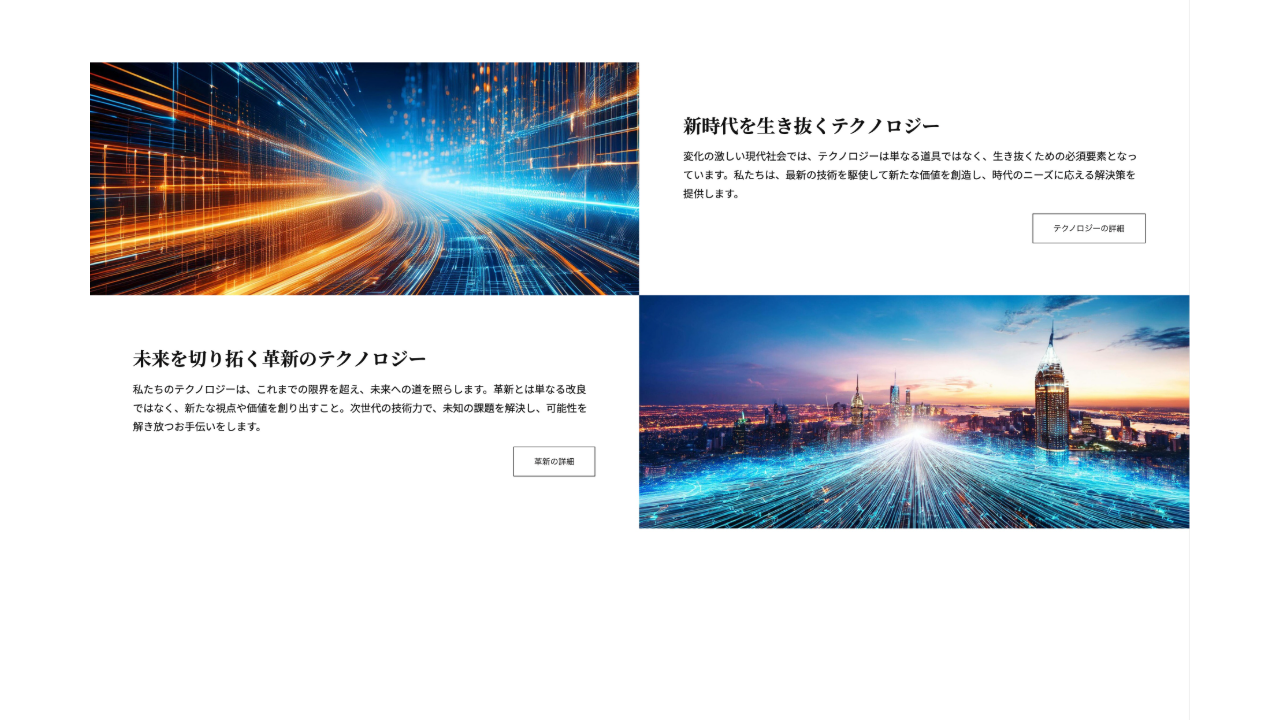 新時代を生き抜くテクノロジー
変化の激しい現代社会では、テクノロジーは単なる道具ではなく、生き抜くための必須要素となっ
ています。私たちは、最新の技術を駆使して新たな価値を創造し、時代のニーズに応える解決策を
提供します。
テクノロジーの詳細
未来を切り拓く革新のテクノロジー
私たちのテクノロジーは、これまでの限界を超え、未来への道を照らします。革新とは単なる改良
ではなく、新たな視点や価値を創り出すこと。次世代の技術力で、未知の課題を解決し、可能性を
解き放つお手伝いをします。
革新の詳細